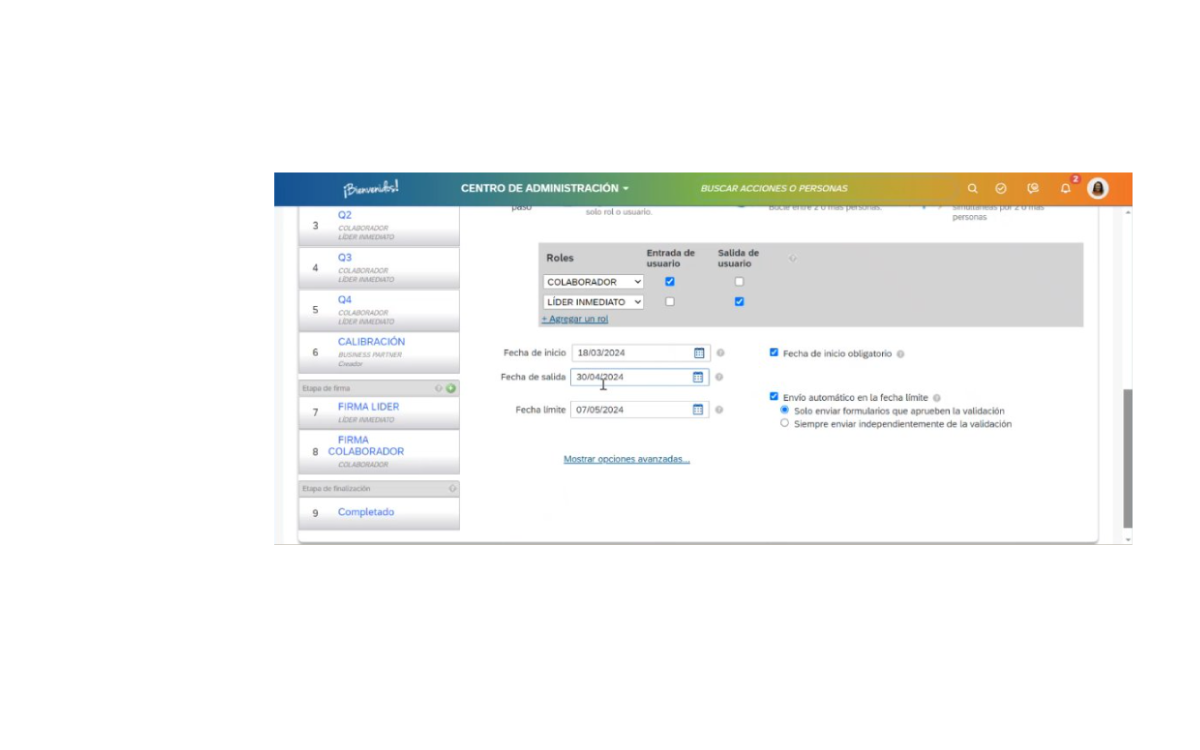 ¡Bienvenidos!
CENTRO DE ADMINISTRACIÓN
BUSCAR ACCIONES O PERSONAS
2
paso
solo rol o usuario.
Bucle entre 2 o más personas.
simultáneas por 2 o más
personas
3
Q2
COLABORADOR
LÍDER INMEDIATO
4
Q3
COLABORADOR
LÍDER INMEDIATO
5
Q4
COLABORADOR
LÍDER INMEDIATO
6
CALIBRACIÓN
BUSINESS PARTNER
Creador
Etapa de firma
7
FIRMA LIDER
LÍDER INMEDIATO
8
FIRMA
COLABORADOR
COLABORADOR
Etapa de finalización
9
Completado
Roles
Entrada de
usuario
Salida de
usuario
COLABORADOR
LÍDER INMEDIATO
+ Agregar un rol
Fecha de inicio 18/03/2024
Fecha de inicio obligatorio
Fecha de salida 30/04/2024
Envío automático en la fecha límite
Fecha límite 07/05/2024
Solo enviar formularios que aprueben la validación
Siempre enviar independientemente de la validación
Mostrar opciones avanzadas...